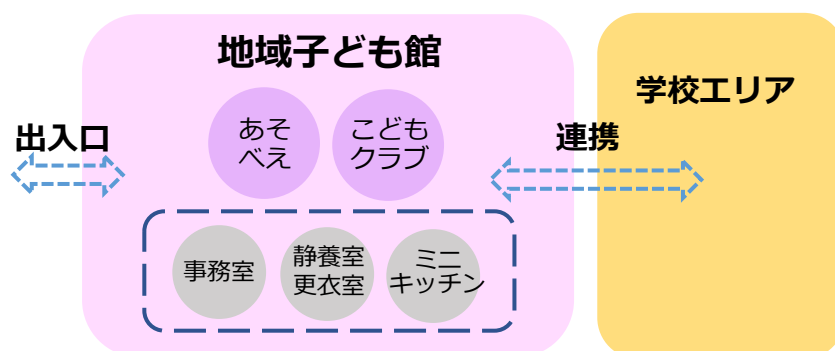 地域子ども館
学校エリア
出入口
あそ
べえ
こども
クラブ
連携
事務室
静養室
更衣室
ミニ
キッチン